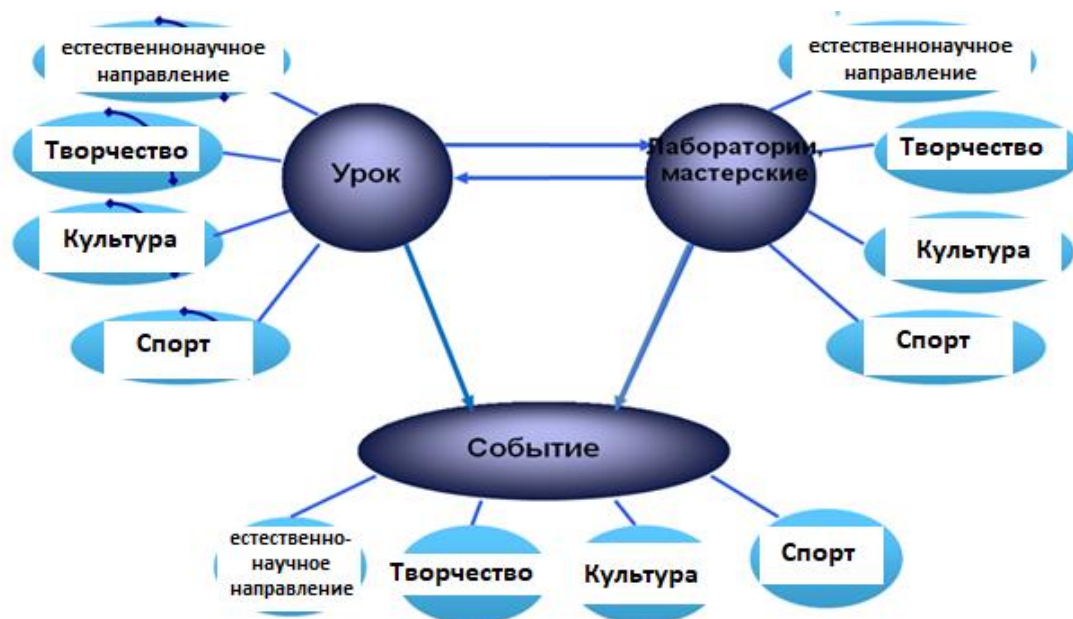 естественнонаучное
направление
Творчество
Культура
Спорт
Урок
Лаборатории,
мастерские
естественнонаучное
направление
Творчество
Культура
Спорт
Событие
естественно-
научное
направление
Творчество
Культура
Спорт